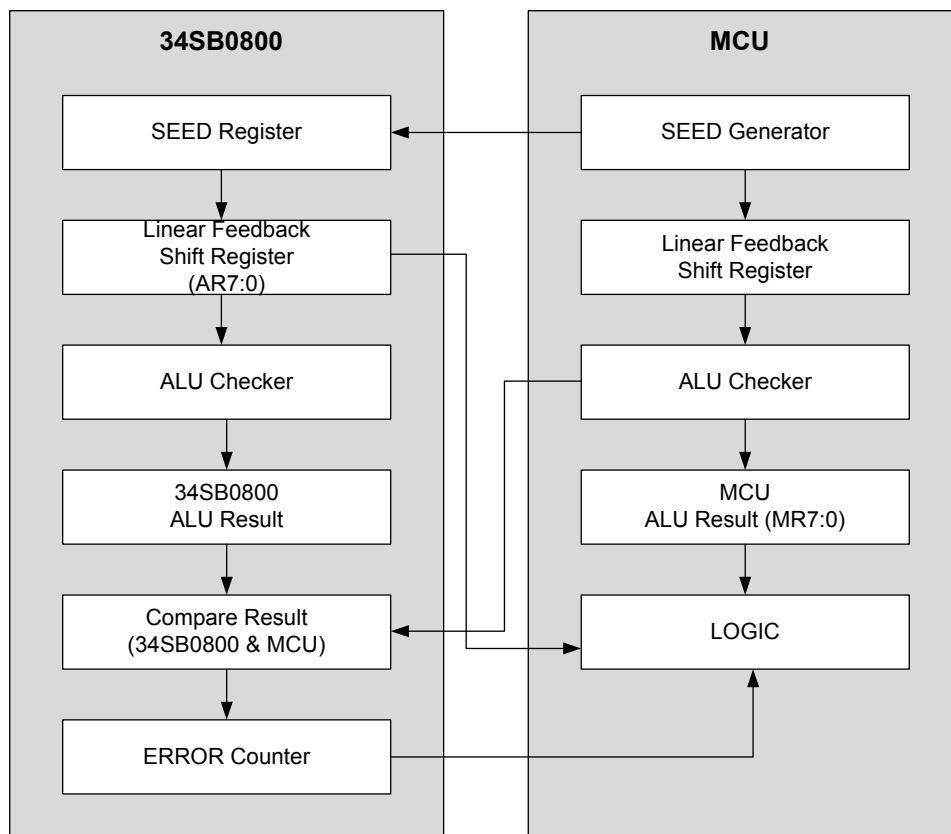 34SB0800
SEED Register
Linear Feedback
Shift Register
(AR7:0)
ALU Checker
34SB0800
ALU Result
Compare Result
(34SB0800 & MCU)
ERROR Counter
MCU
SEED Generator
Linear Feedback
Shift Register
ALU Checker
MCU
ALU Result (MR7:0)
LOGIC